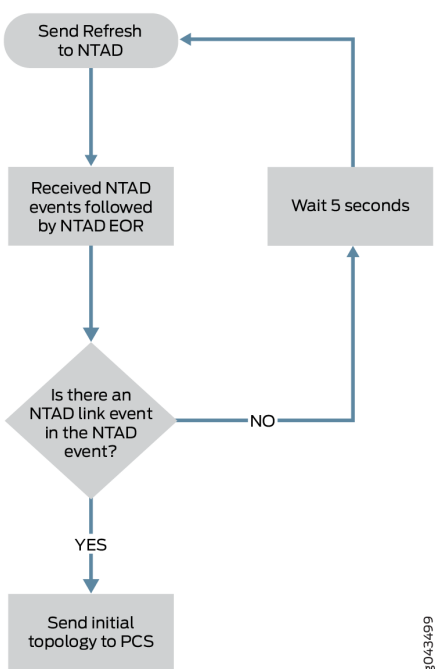 Send Refresh
to NTAD
Received NTAD
events followed
by NTAD EOR
Wait 5 seconds
Is there an
NTAD link event
in the NTAD
event?
NO
YES
Send initial
topology to PCS
g043499